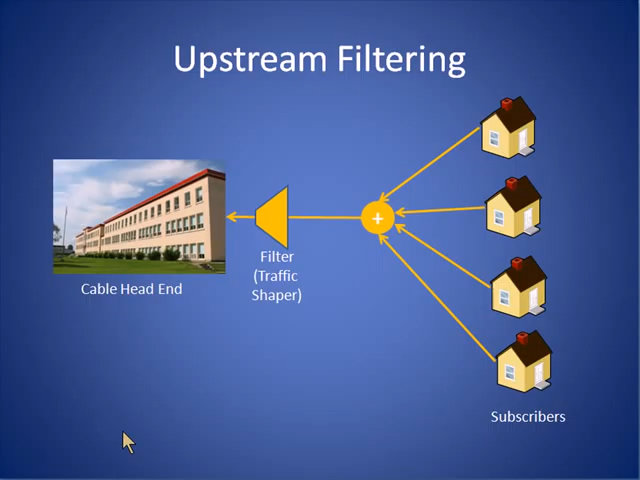 Upstream Filtering
+
Filter
(Traffic
Shaper)
Cable Head End
Subscribers